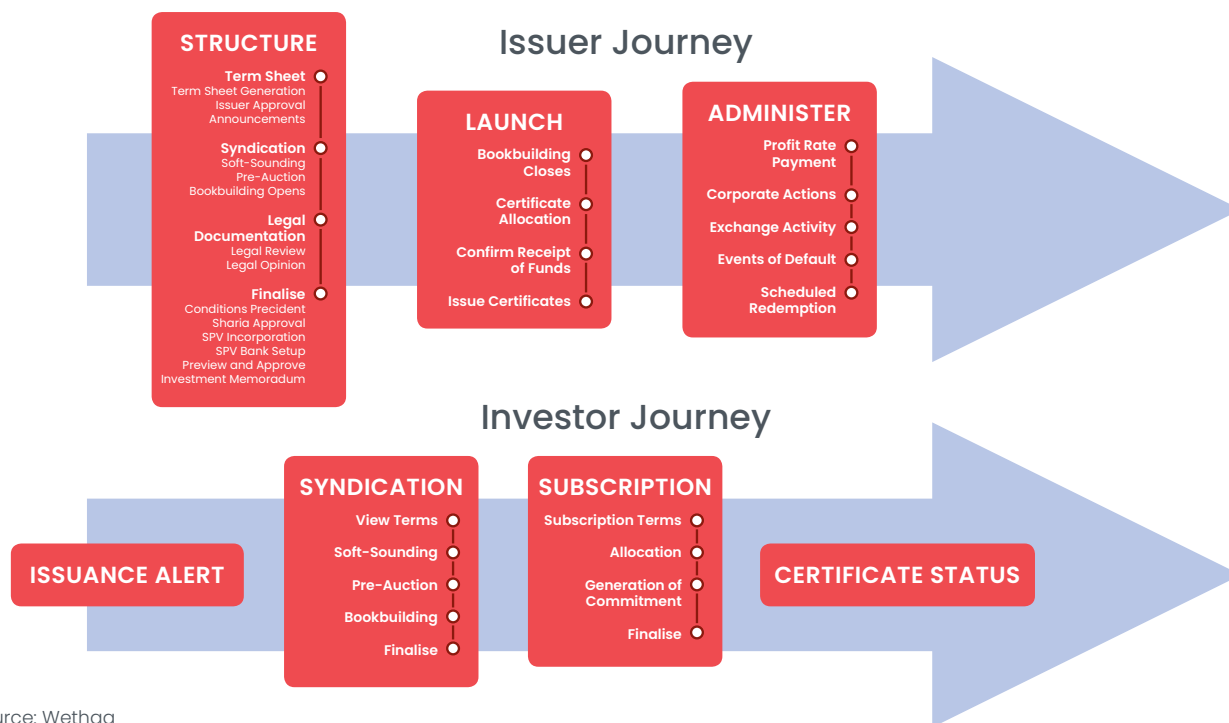 Issuer Journey
STRUCTURE
Term Sheet
Term Sheet Generation
Issuer Approval
Announcements
Syndication
Soft-Sounding
Pre-Auction
Bookbuilding Opens
Legal
Documentation
Legal Review
Legal Opinion
Finalise
Conditions Precident
Sharia Approval
SPV Incorporation
SPV Bank Setup
Preview and Approve
Investment Memoradum
LAUNCH
Bookbuilding
Closes
Certificate
Allocation
Confirm Receipt
of Funds
Issue Certificates
ADMINISTER
Profit Rate
Payment
Corporate Actions
Exchange Activity
Events of Default
Scheduled
Redemption
Investor Journey
ISSUANCE ALERT
SYNDICATION
View Terms
Soft-Sounding
Pre-Auction
Bookbuilding
Finalise
SUBSCRIPTION
Subscription Terms
Allocation
Generation of
Commitment
Finalise
CERTIFICATE STATUS
urce: Wethaq